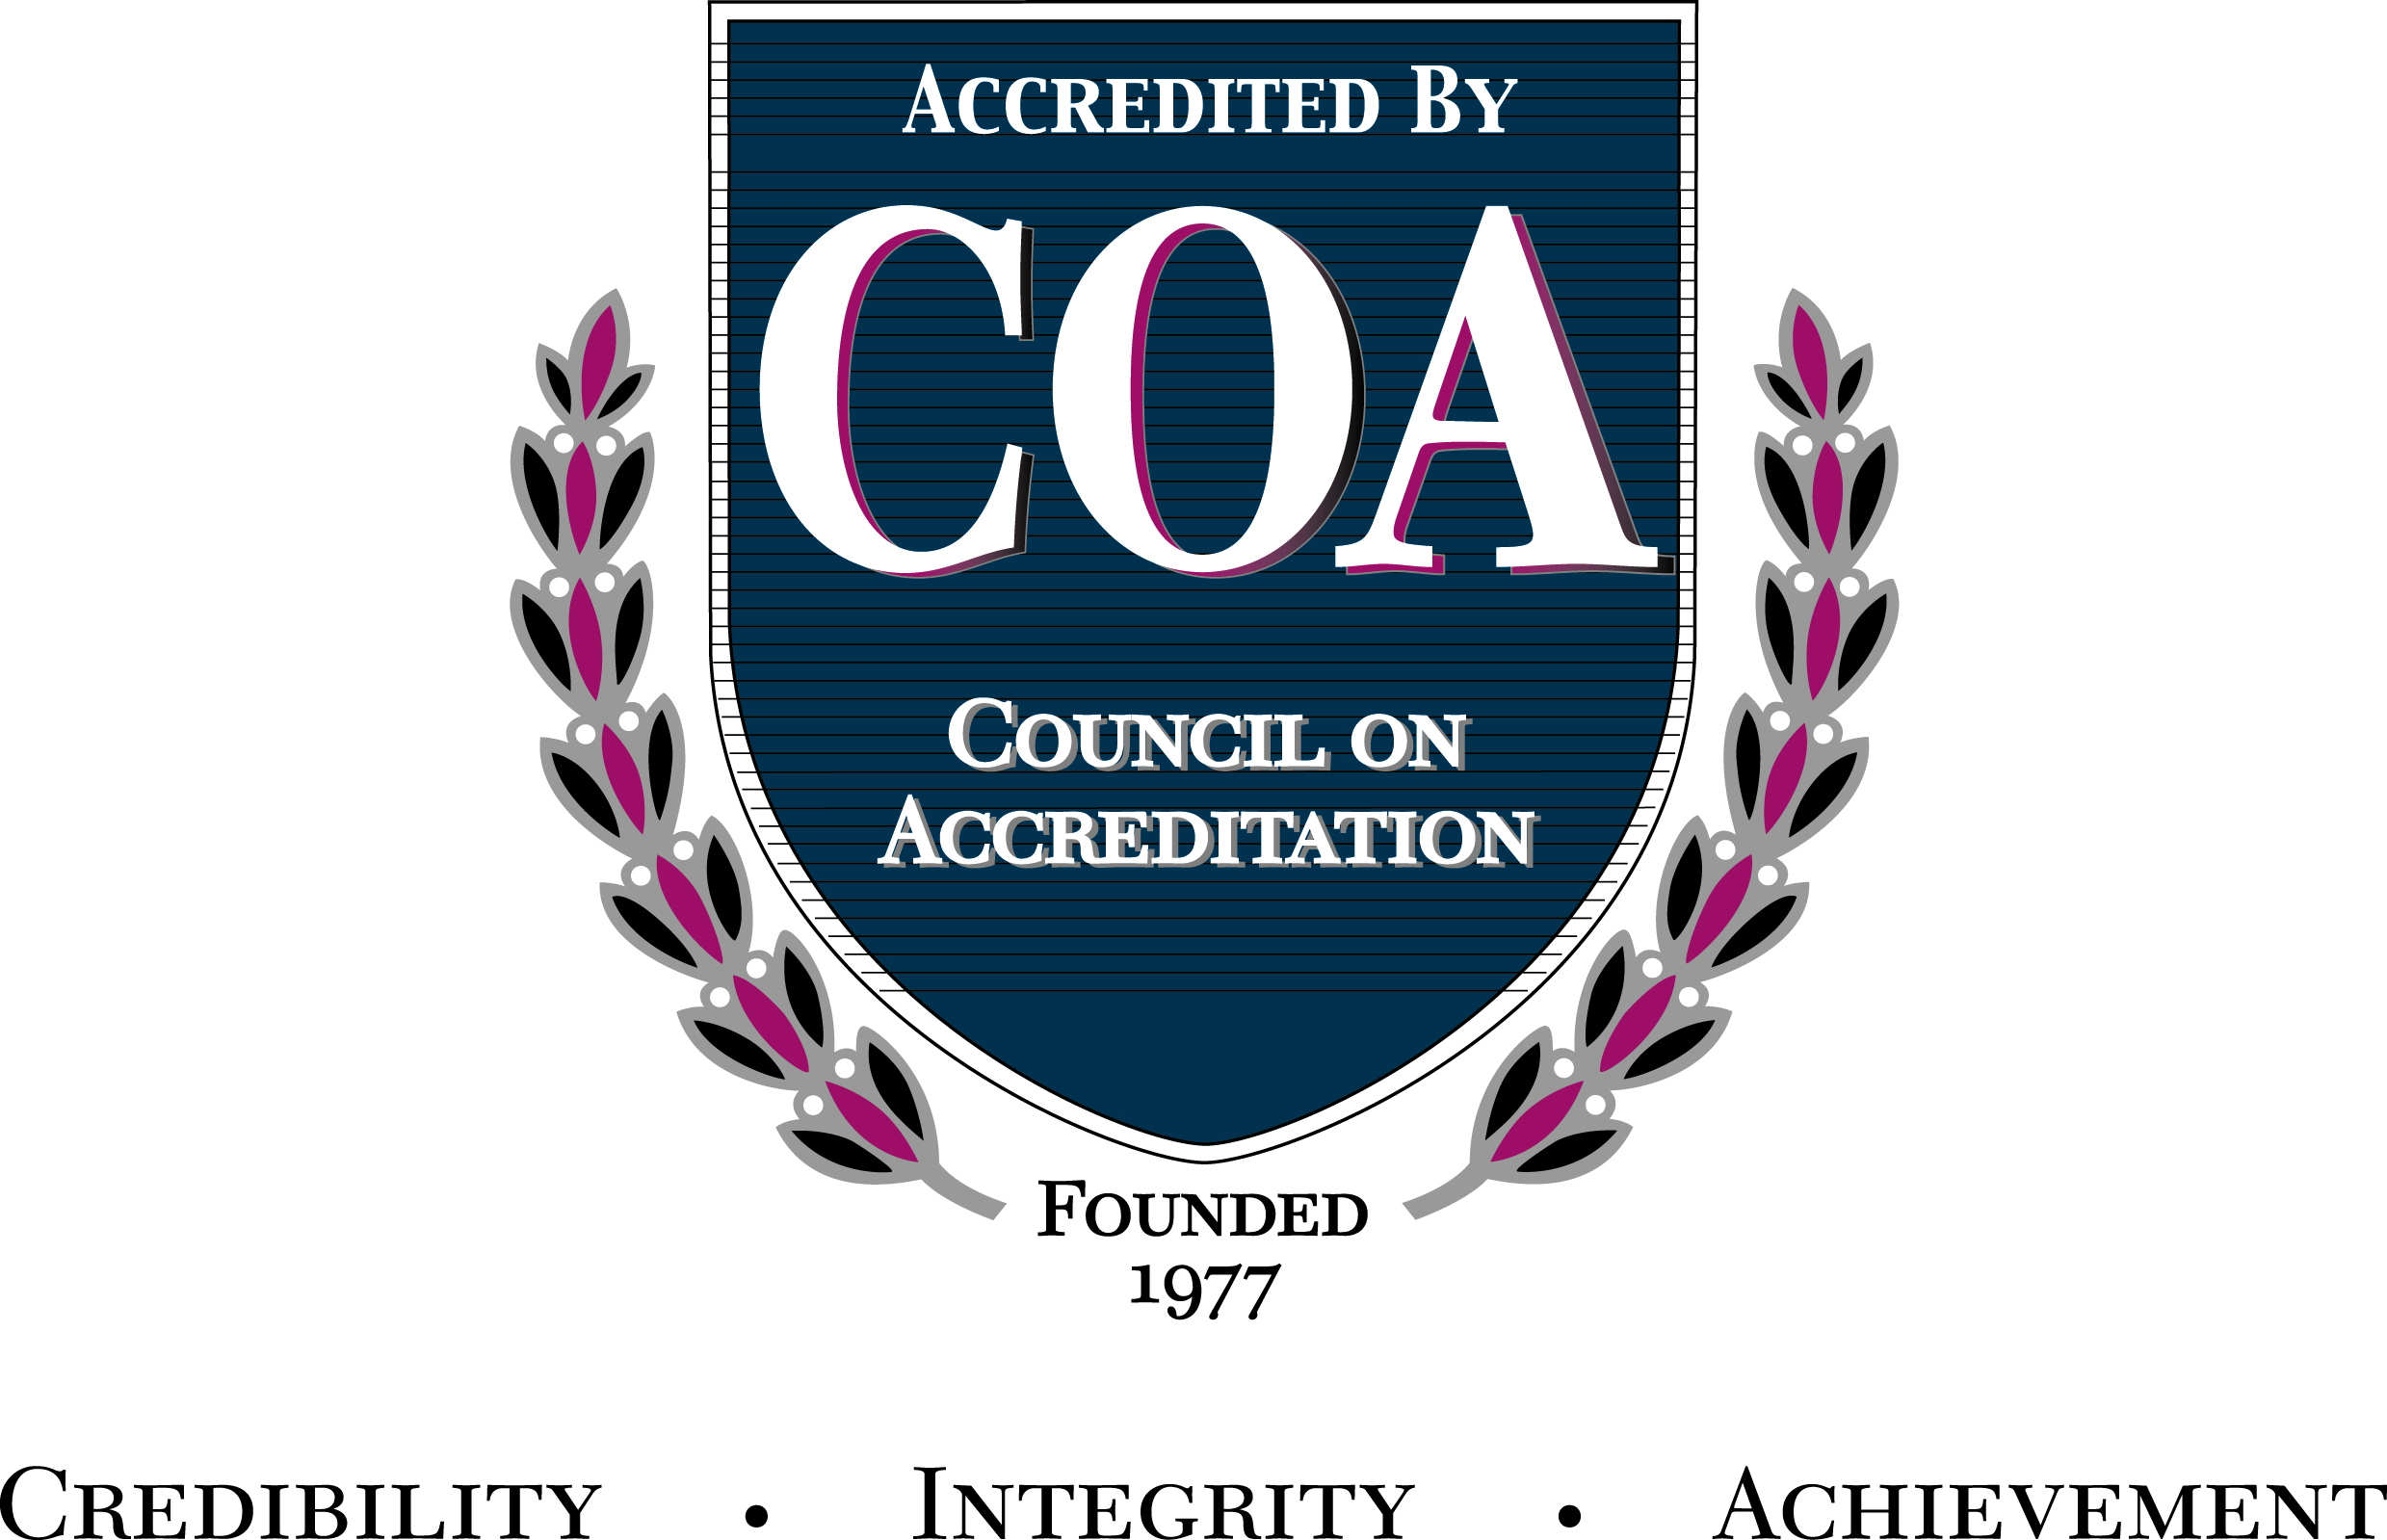 Accredited By
COA
Council on
Accreditation
Founded
1977
Credibility • Integrity • Achievement